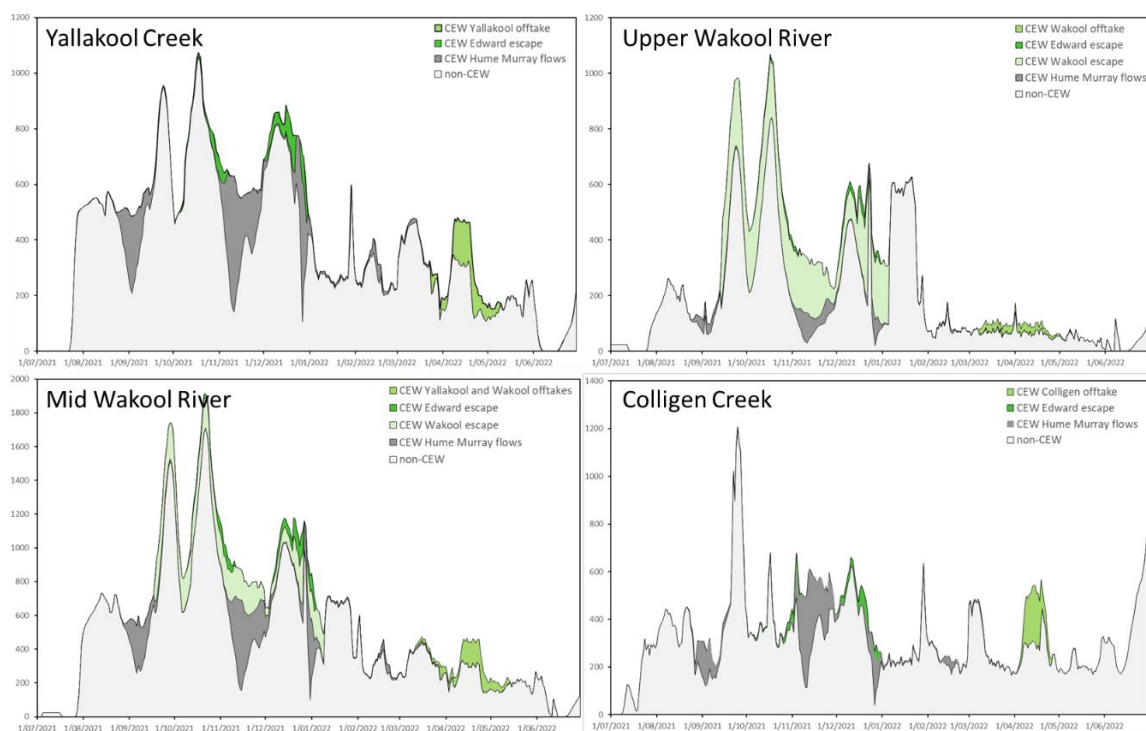 Yallakool Creek
CEW Yallakool offtake
CEW Edward escape
CEW Hume Murray flows
non-CEW
1200
1000
800
600
400
200
0
1/07/2021 1/08/2021 1/09/2021 1/10/2021 1/11/2021 1/12/2021 1/01/2022 1/02/2022 1/03/2022 1/04/2022 1/05/2022 1/06/2022
Upper Wakool River
CEW Wakool offtake
CEW Edward escape
CEW Wakool escape
CEW Hume Murray flows
non-CEW
1200
1000
800
600
400
200
0
1/07/2021 1/08/2021 1/09/2021 1/10/2021 1/11/2021 1/12/2021 1/01/2022 1/02/2022 1/03/2022 1/04/2022 1/05/2022 1/06/2022
Mid Wakool River
CEW Yallakool and Wakool offtakes
CEW Edward escape
CEW Wakool escape
CEW Hume Murray flows
non-CEW
2000
1800
1600
1400
1200
1000
800
600
400
200
0
1/07/2021 1/08/2021 1/09/2021 1/10/2021 1/11/2021 1/12/2021 1/01/2022 1/02/2022 1/03/2022 1/04/2022 1/05/2022 1/06/2022
Colligen Creek
CEW Colligen offtake
CEW Edward escape
CEW Hume Murray flows
non-CEW
1400
1200
1000
800
600
400
200
0
1/07/2021 1/08/2021 1/09/2021 1/10/2021 1/11/2021 1/12/2021 1/01/2022 1/02/2022 1/03/2022 1/04/2022 1/05/2022 1/06/2022